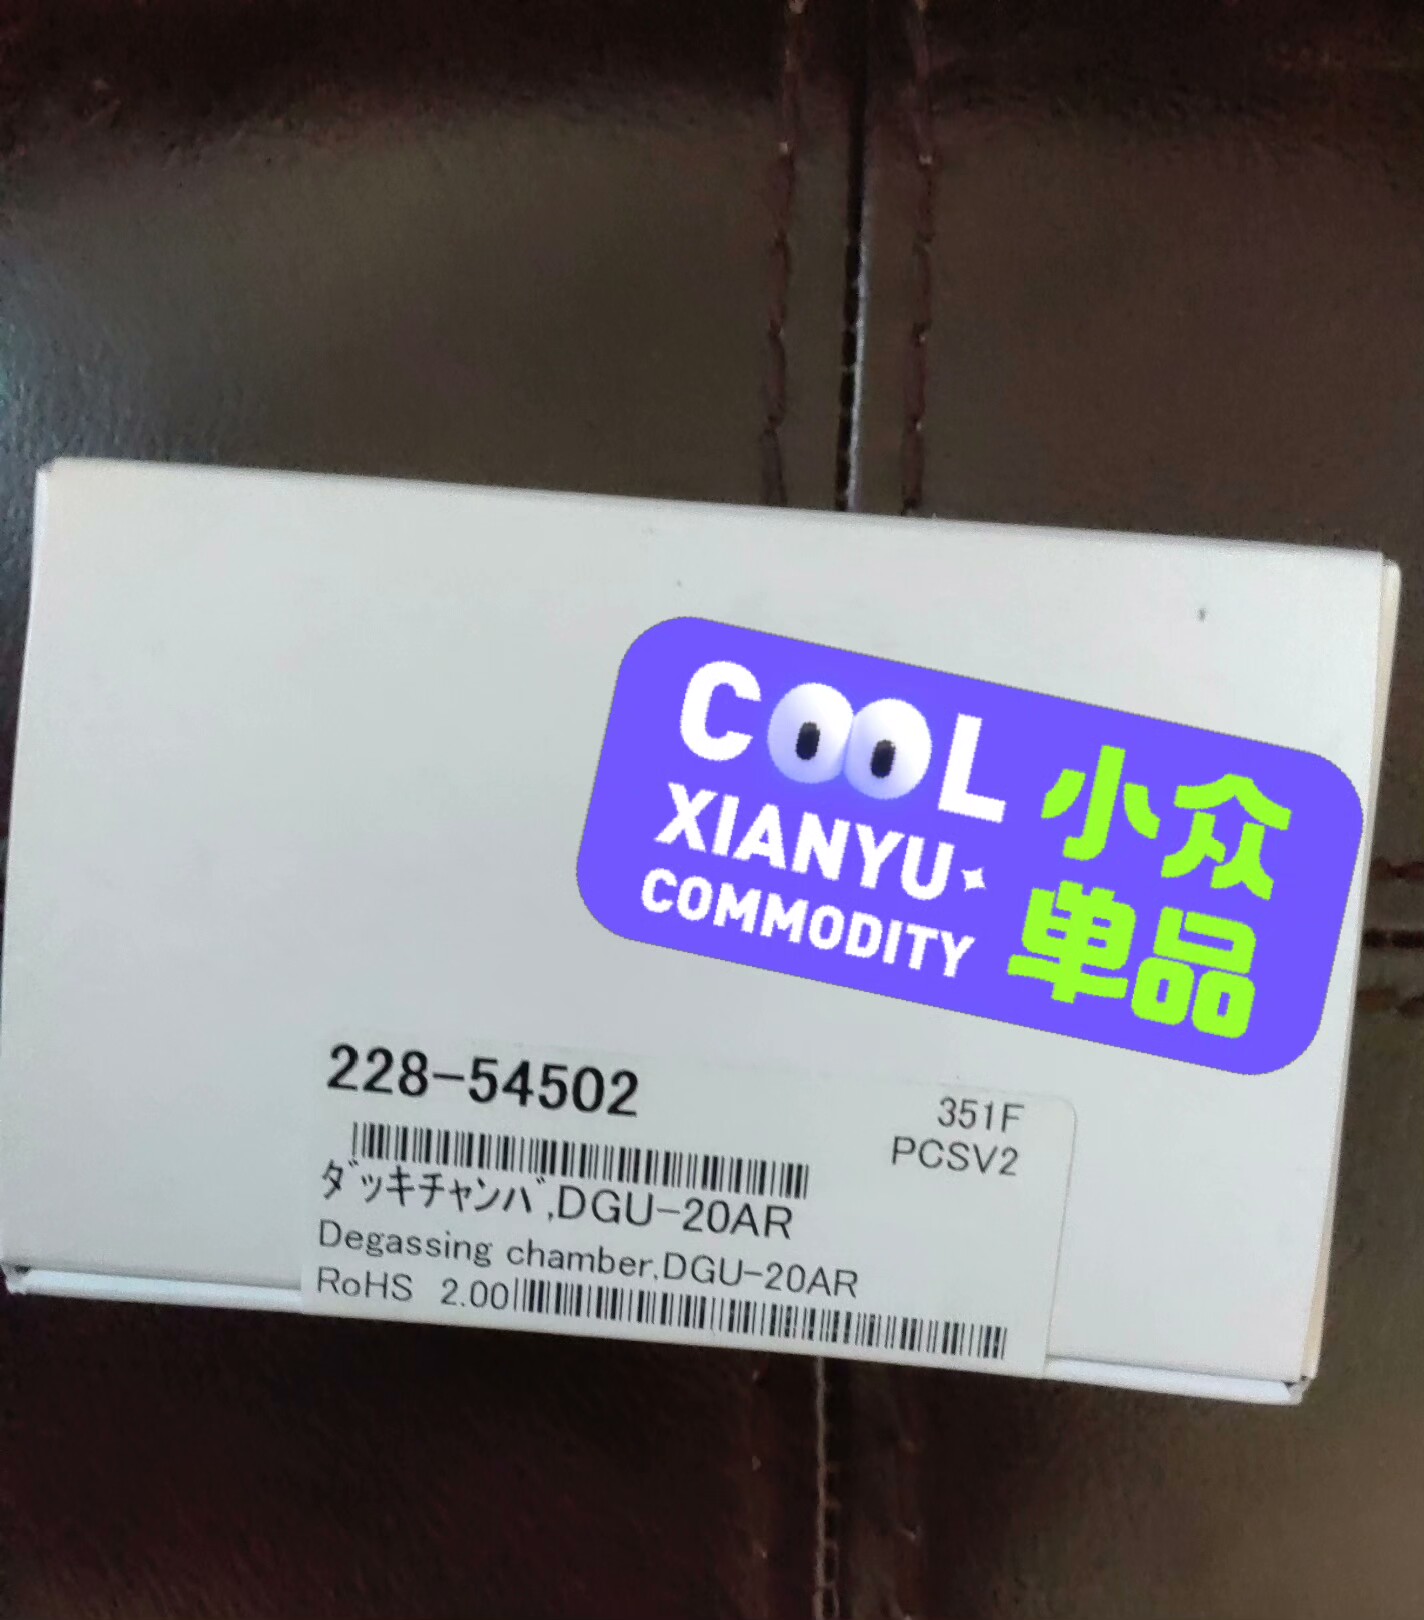 COOL
XIANYU
COMMODITY
小众
单品
228-54502
351F
PCSV2
ﾀﾞｯｷﾁｬﾝﾊﾞ,DGU-20AR
Degassing chamber,DGU-20AR
RoHS 2.00